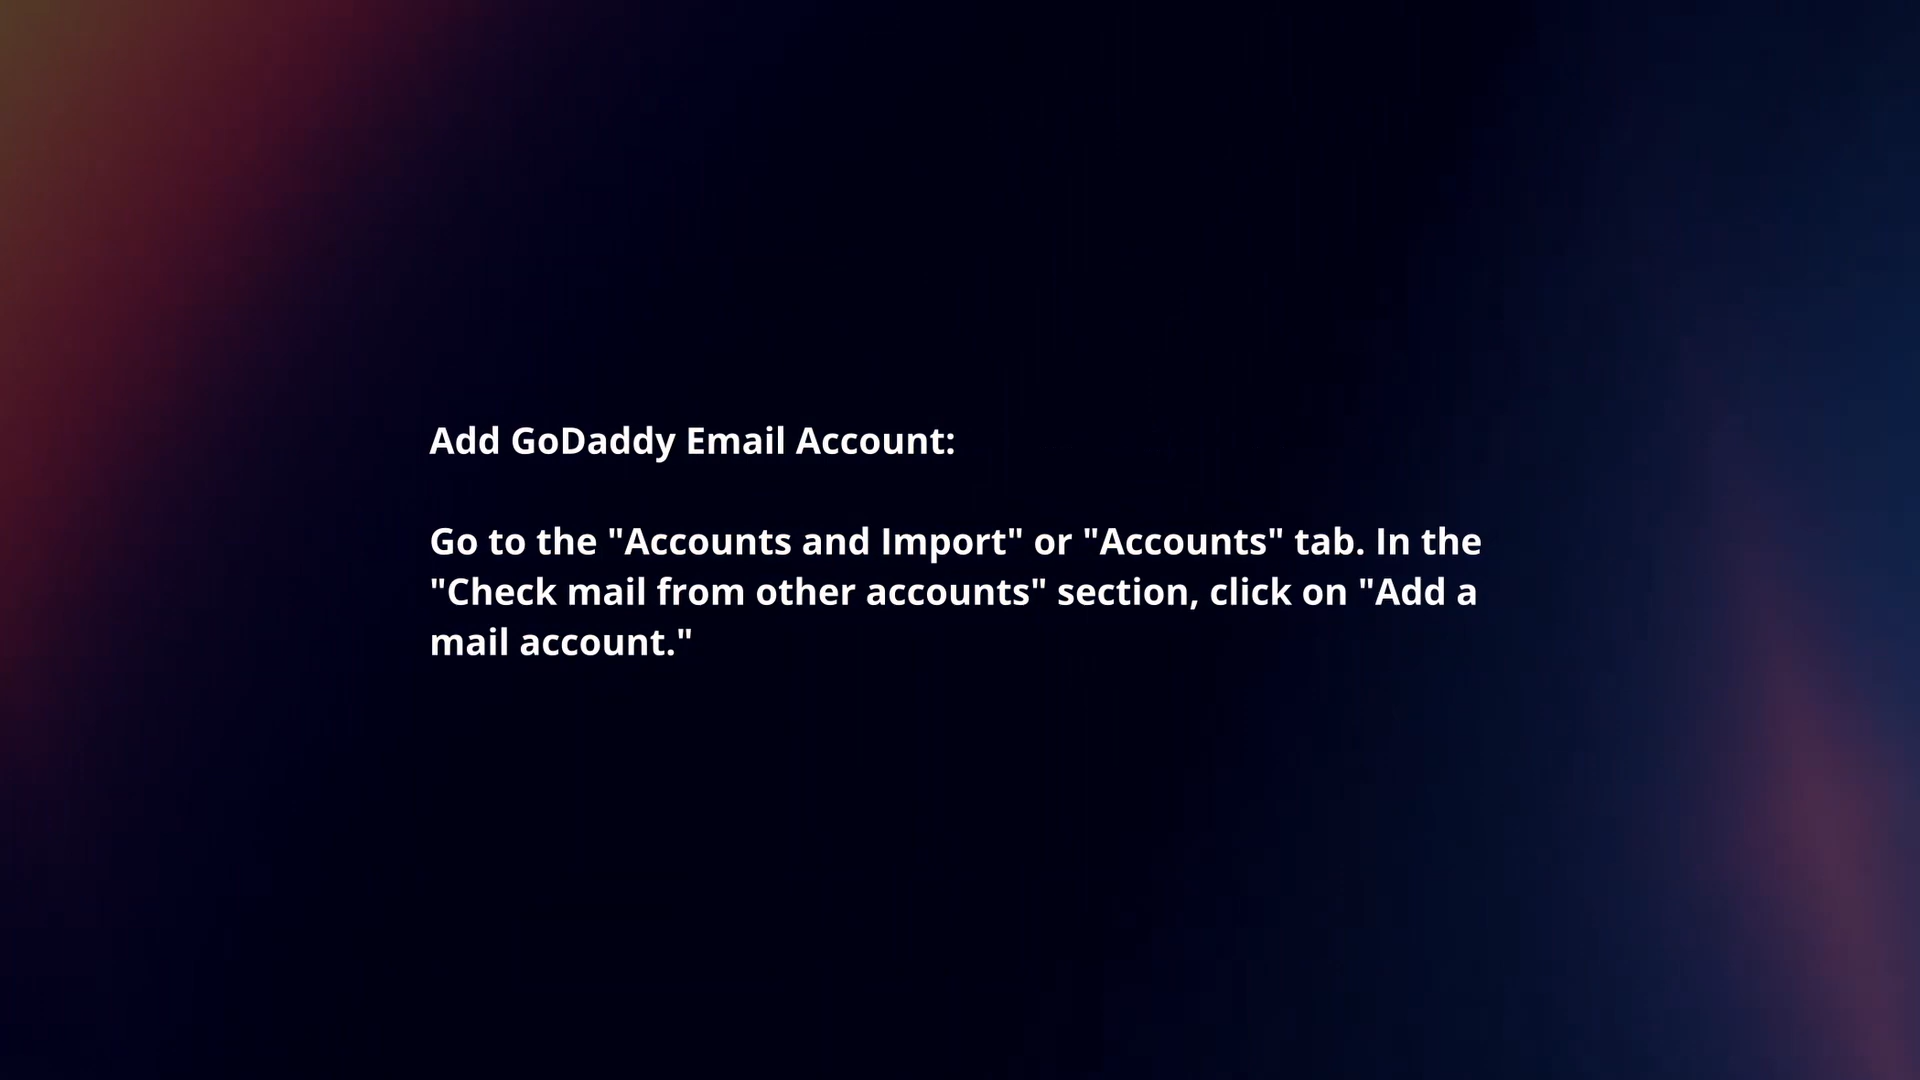 Add GoDaddy Email Account:
Go to the "Accounts and Import" or "Accounts" tab. In the
"Check mail from other accounts" section, click on "Add a
mail account."